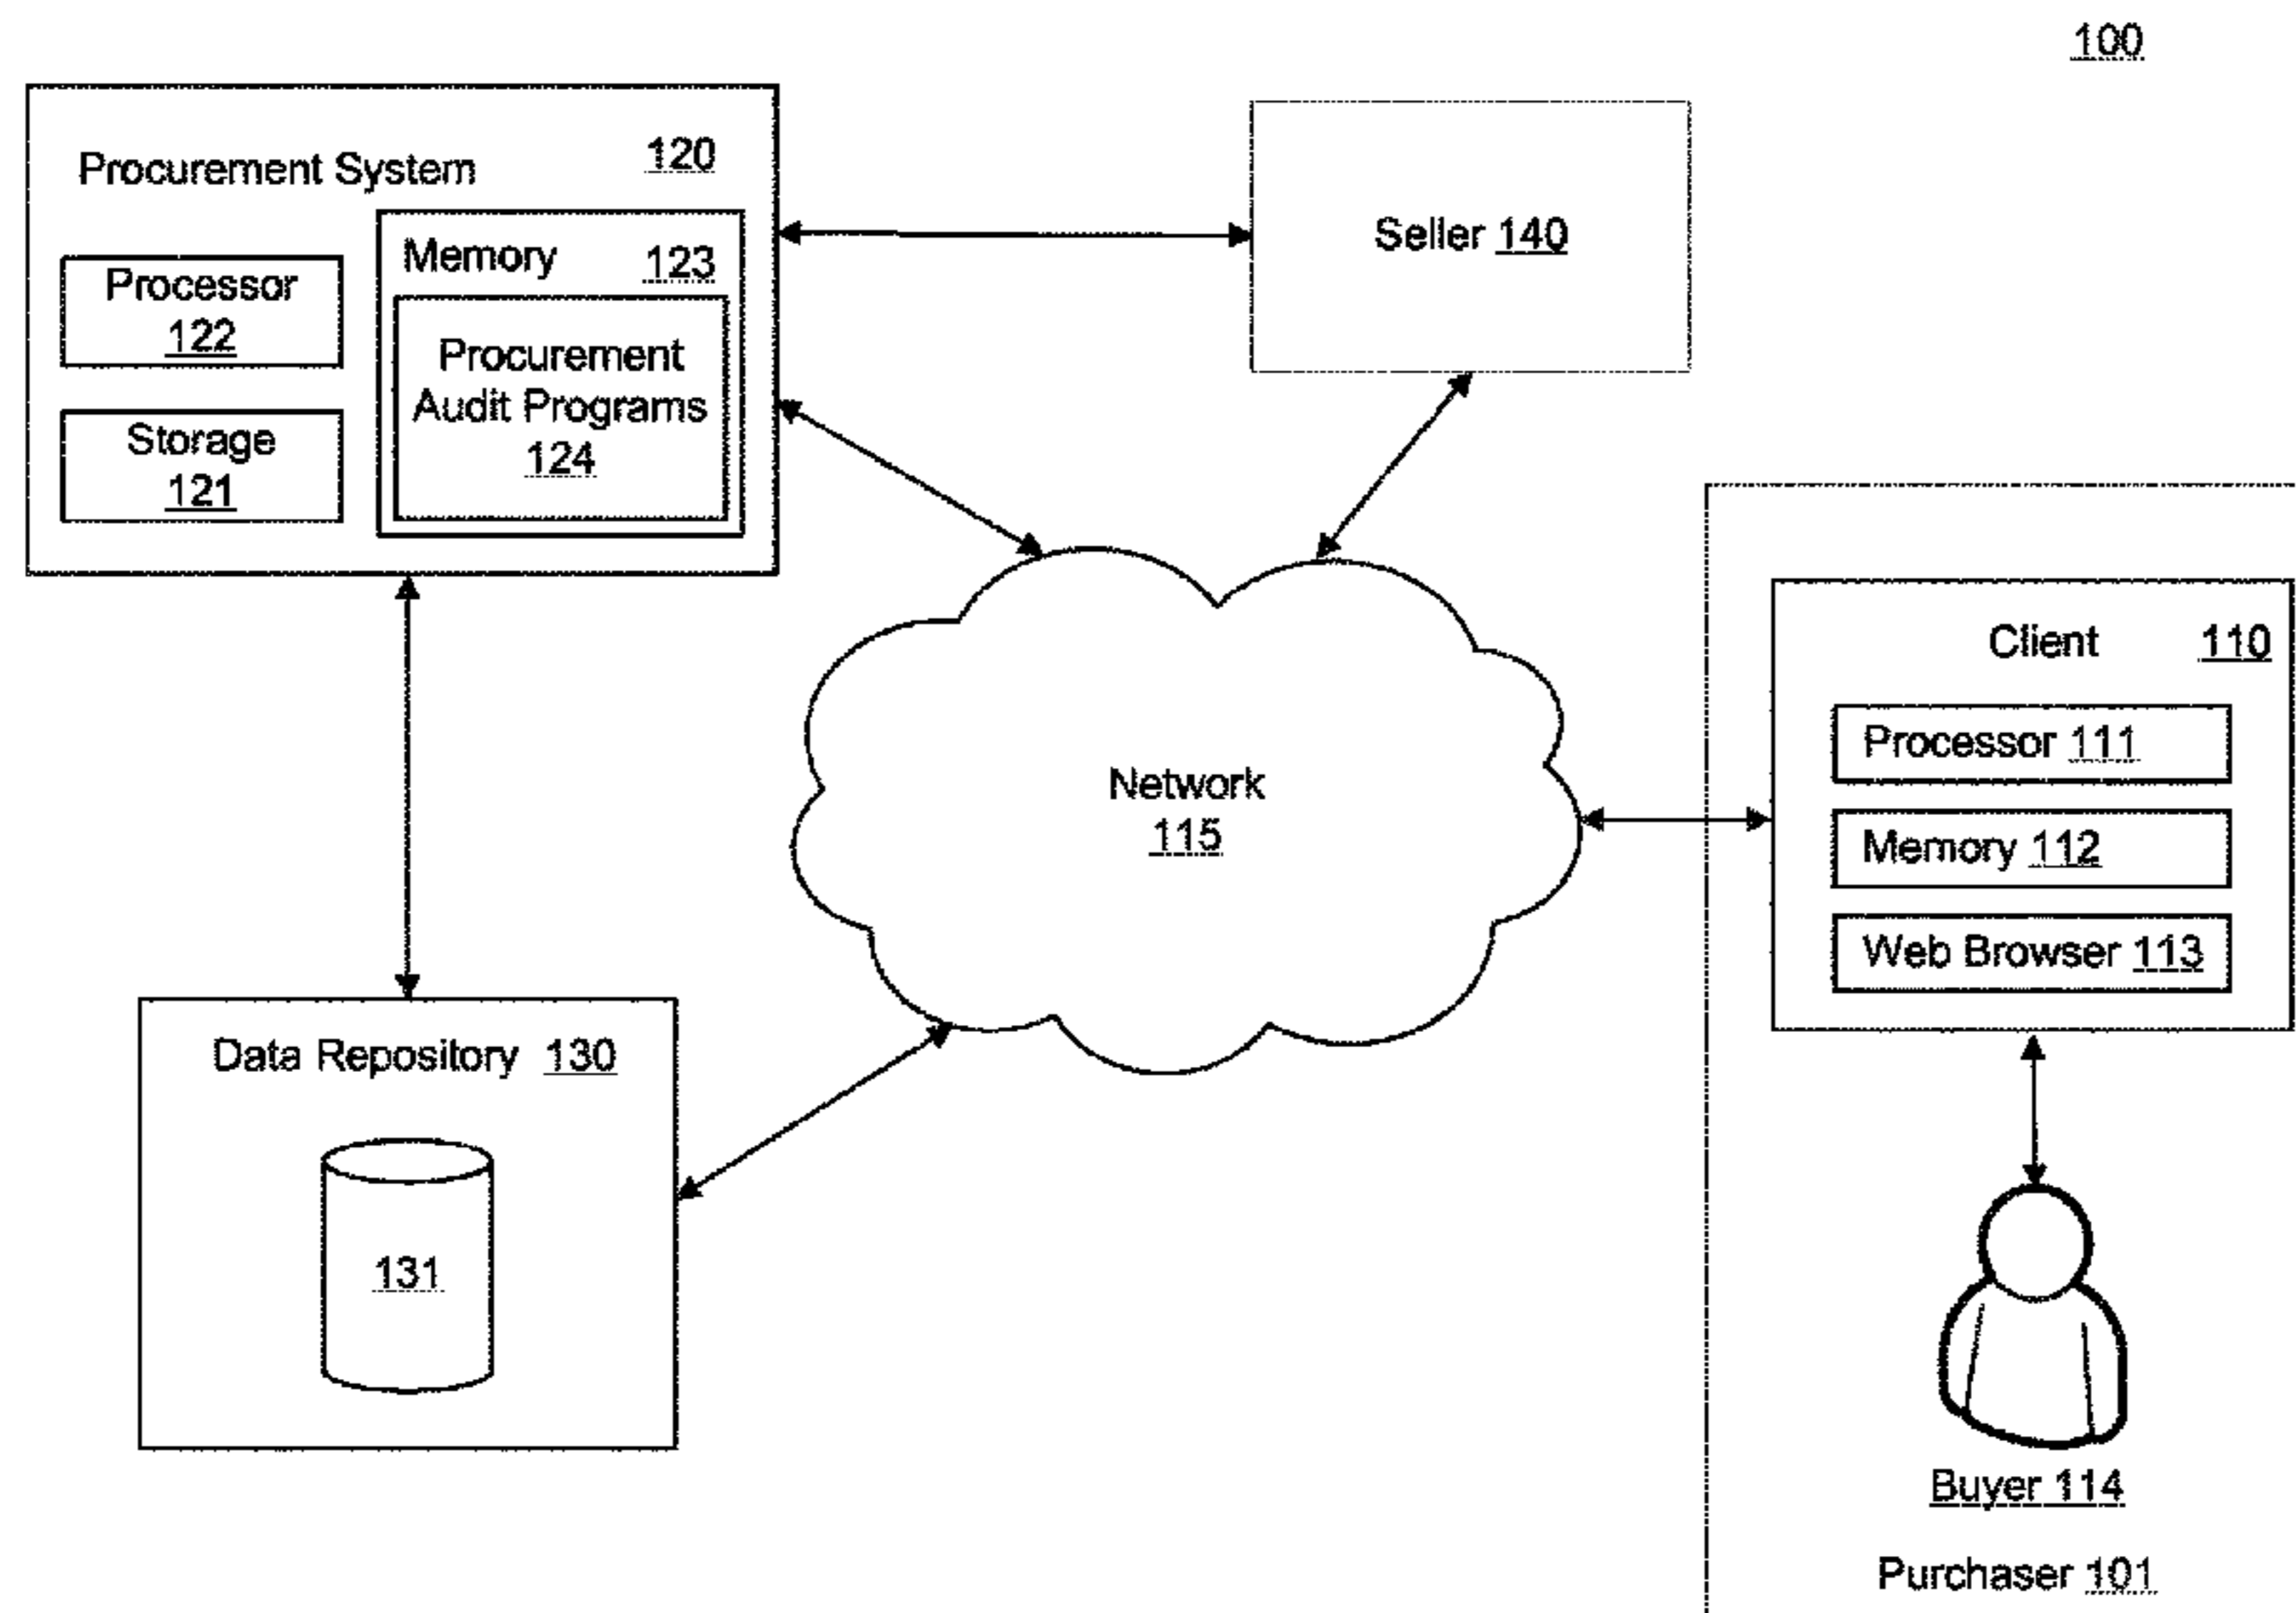 100
Procurement System 120
Processor
122
Storage
121
Memory 123
Procurement
Audit Programs
124
Seller 140
Network
115
Client 110
Processor 111
Memory 112
Web Browser 113
Data Repository 130
131
Buyer 114
Purchaser 101